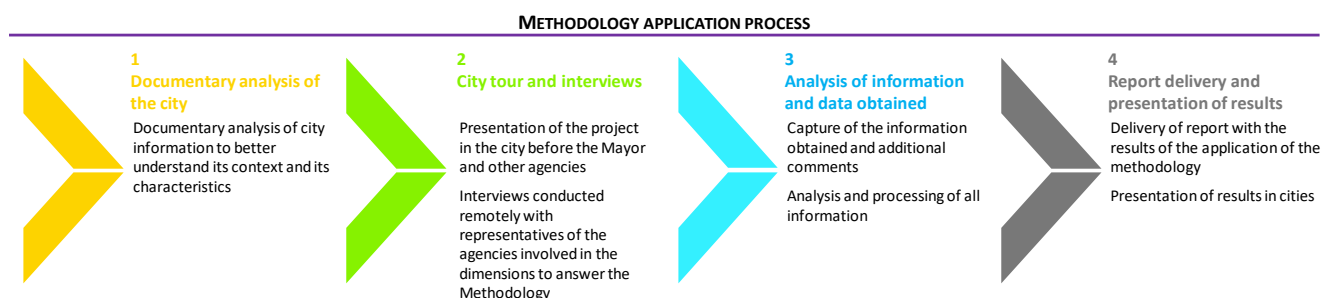 METHODOLOGY APPLICATION PROCESS
1
Documentary analysis of
the city
Documentary analysis of city
information to better
understand its context and its
characteristics
2
City tour and interviews
Presentation of the project
in the city before the Mayor
and other agencies
Interviews conducted
remotely with
representatives of the
agencies involved in the
dimensions to answer the
Methodology
3
Analysis of information
and data obtained
Capture of the information
obtained and additional
comments
Analysis and processing of all
information
4
Report delivery and
presentation of results
Delivery of report with the
results of the application of the
methodology
Presentation of results in cities